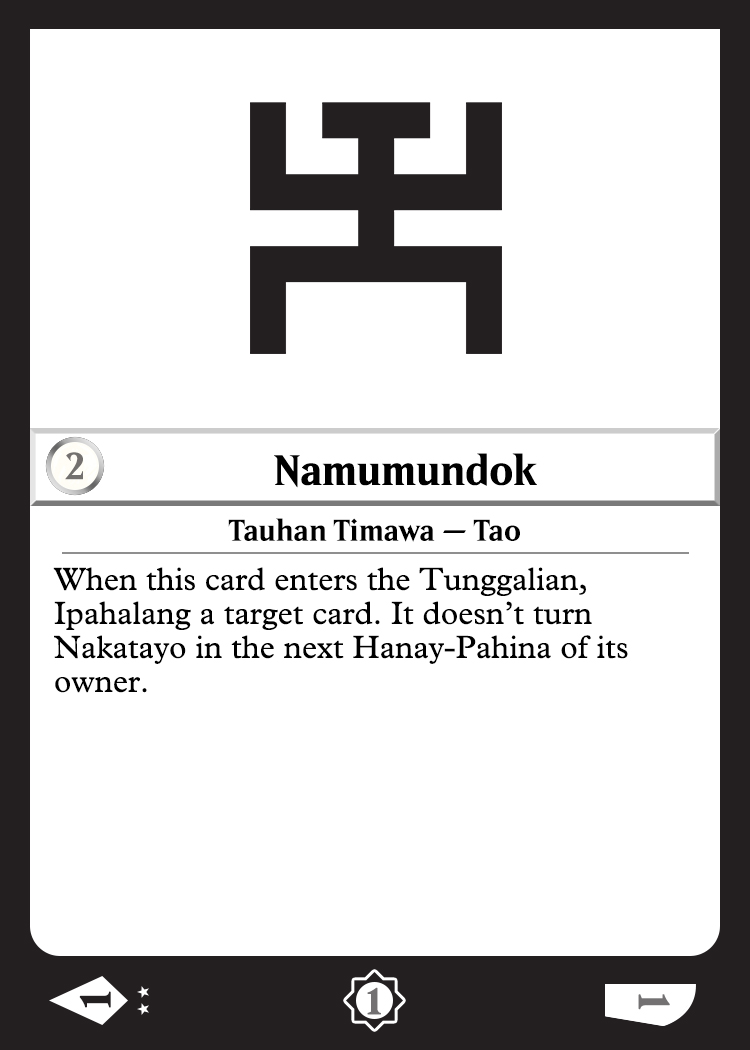 2
Namumundok
Tauhan Timawa — Tao
When this card enters the Tunggalian,
Ipahalang a target card. It doesn’t turn
Nakatayo in the next Hanay-Pahina of its
owner.
1
1
1